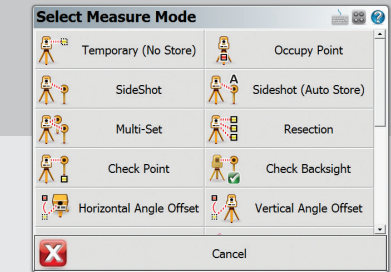 Select Measure Mode
Temporary (No Store)
Occupy Point
SideShot
A
Sideshot (Auto Store)
Multi-Set
Resection
Check Point
Check Backsight
Horizontal Angle Offset
Vertical Angle Offset
Cancel